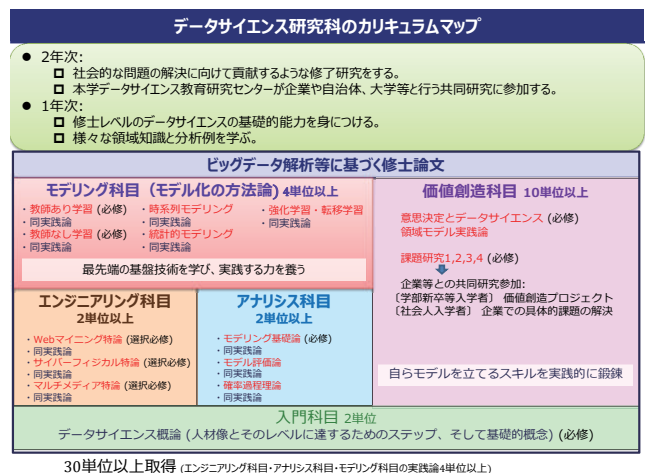 データサイエンス研究科のカリキュラムマップ
● 2年次:
社会的な問題の解決に向けて貢献するような修了研究をする。
本学データサイエンス教育研究センターが企業や自治体、大学等と行う共同研究に参加する。
● 1年次:
修士レベルのデータサイエンスの基礎的能力を身につける。
様々な領域知識と分析例を学ぶ。
ビッグデータ解析等に基づく修士論文
モデリング科目（モデル化の方法論) 4単位以上
・教師あり学習 (必修)
・同実践論
・教師なし学習 (必修)
・同実践論
・時系列モデリング
・同実践論
・統計的モデリング
・同実践論
・強化学習・転移学習
・同実践論
最先端の基盤技術を学び、実践する力を養う
価値創造科目 10単位以上
意思決定とデータサイエンス (必修)
領域モデル実践論
課題研究1,2,3,4 (必修)
企業等との共同研究参加:
〔学部新卒等入学者〕 価値創造プロジェクト
〔社会人入学者〕 企業での具体的課題の解決
自らモデルを立てるスキルを実践的に鍛錬
エンジニアリング科目
2単位以上
・Webマイニング特論 (選択必修)
・同実践論
・サイバーフィジカル特論 (選択必修)
・同実践論
・マルチメディア特論 (選択必修)
・同実践論
アナリシス科目
2単位以上
・モデリング基礎論 (必修)
・同実践論
・モデル評価論
・同実践論
・確率過程理論
・同実践論
入門科目 2単位
データサイエンス概論 (人材像とそのレベルに達するためのステップ、そして基礎的概念) (必修)
30単位以上取得 (エンジニアリング科目・アナリシス科目・モデリング科目の実践論4単位以上)